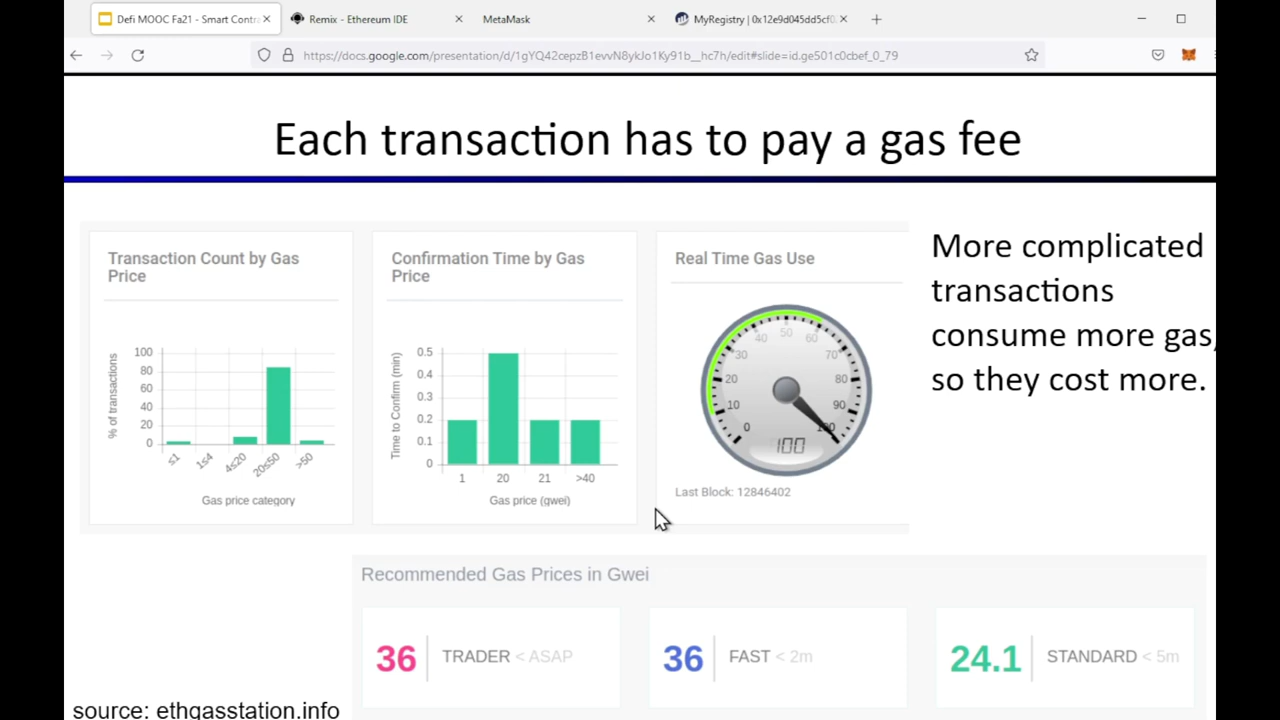 Defi MOOC Fa21 - Smart Contra
Remix - Ethereum IDE
MetaMask
MyRegistry | 0x12e9d045dd5cf0
https://docs.google.com/presentation/d/1gYQ42cepzB1evvN8ykJo1Ky91b__hc7h/edit#slide=id.ge501c0cbef_0_79
Each transaction has to pay a gas fee
Transaction Count by Gas
Price
% of transactions
100
80
60
40
20
0
≤1
1≤4
4≤20
20≤50
>50
Gas price category
Confirmation Time by Gas
Price
Time to Confirm (min)
0.5
0.4
0.3
0.2
0.1
0
1
20
21
>40
Gas price (gwei)
Real Time Gas Use
0
10
20
30
40
50
60
70
80
90
100
100
Last Block: 12846402
More complicated
transactions
consume more gas,
so they cost more.
Recommended Gas Prices in Gwei
36 TRADER < ASAP
36 FAST < 2m
24.1 STANDARD < 5m
source: ethgasstation.info